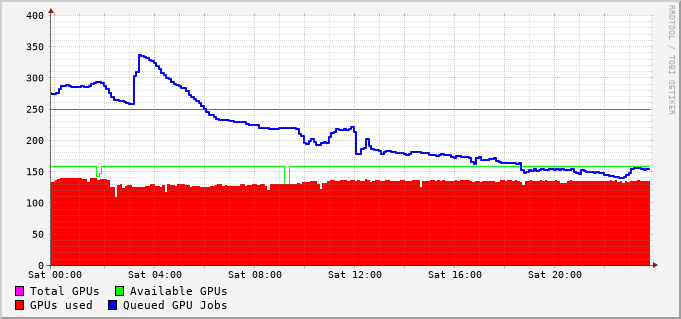 400
350
300
250
200
150
100
50
0
Sat 00:00 Sat 04:00 Sat 08:00 Sat 12:00 Sat 16:00 Sat 20:00
Total GPUs Available GPUs
GPUs used Queued GPU Jobs
RRDTOOL / TOBI OETIKER